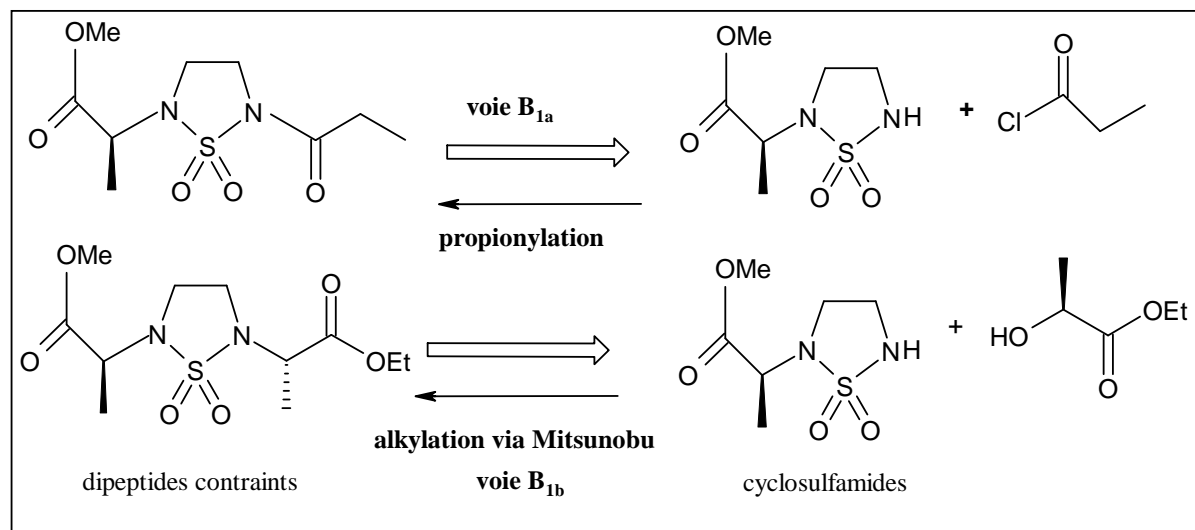 OMe
O
N
N
S
O
O
O
voie B1a
propionylation
OMe
O
N
NH
S
O
O
+
O
Cl
OMe
O
N
N
S
O
O
O
OEt
alkylation via Mitsunobu
voie B1b
dipeptides contraints
OMe
O
N
NH
S
O
O
+
HO
OEt
O
cyclosulfamides